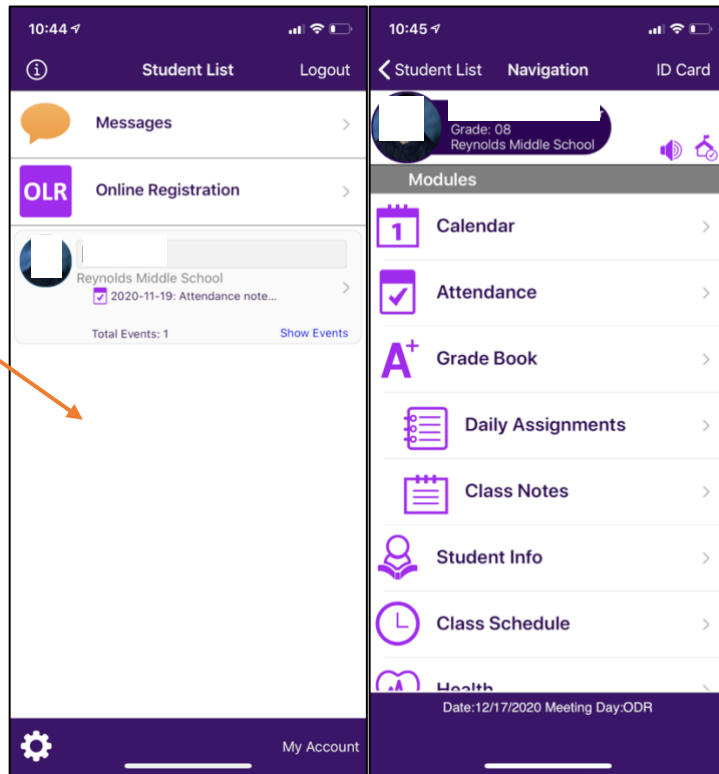 10:44
Student List
Logout
Messages
OLR
Online Registration
Reynolds Middle School
2020-11-19: Attendance note...
Total Events: 1
Show Events
My Account
10:45
Student List
Navigation
ID Card
Grade: 08
Reynolds Middle School
Modules
1
Calendar
Attendance
A+
Grade Book
Daily Assignments
Class Notes
Student Info
Class Schedule
Health
Date:12/17/2020 Meeting Day:ODR